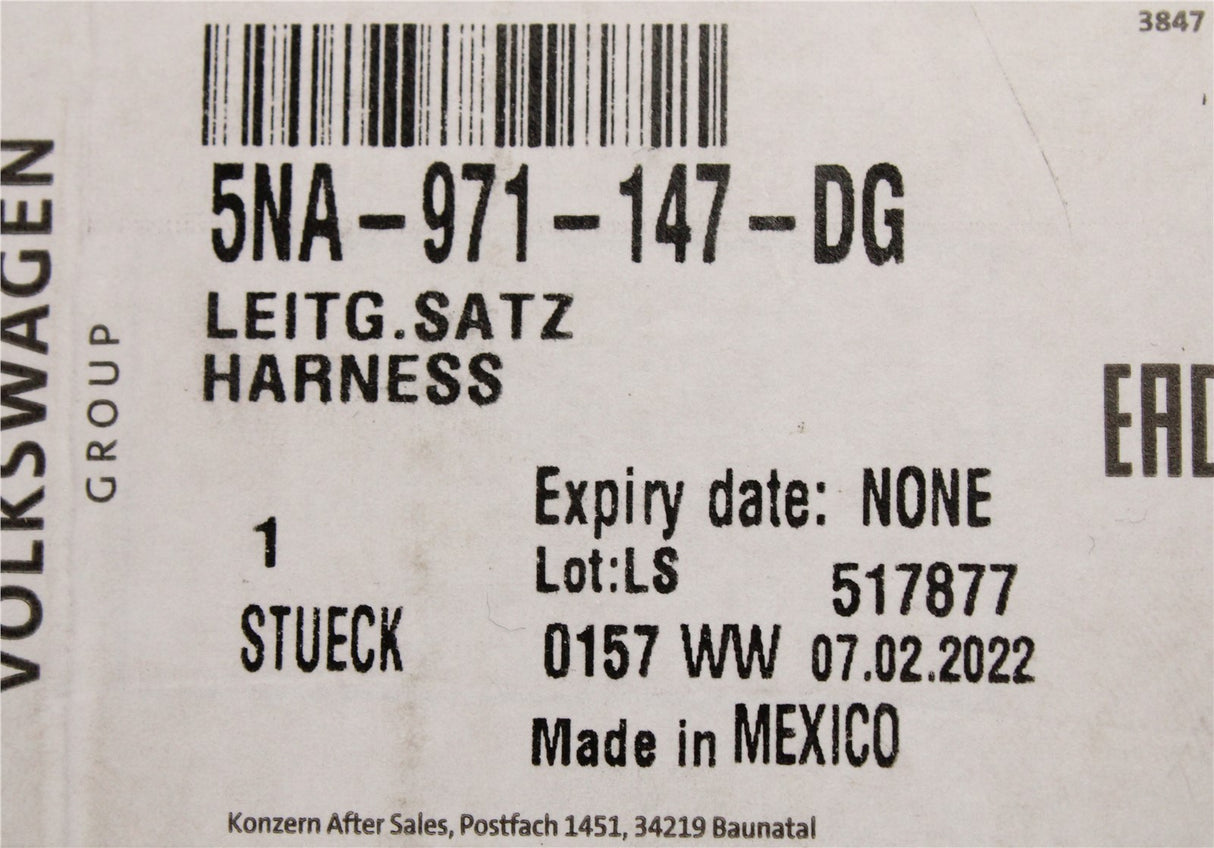 3847
VOLKSWAGEN
GROUP
5NA-971-147-DG
LEITG.SATZ
HARNESS
EAC
1
STUECK
Expiry date: NONE
Lot:LS 517877
0157 WW 07.02.2022
Made in MEXICO
Konzern After Sales, Postfach 1451, 34219 Baunatal